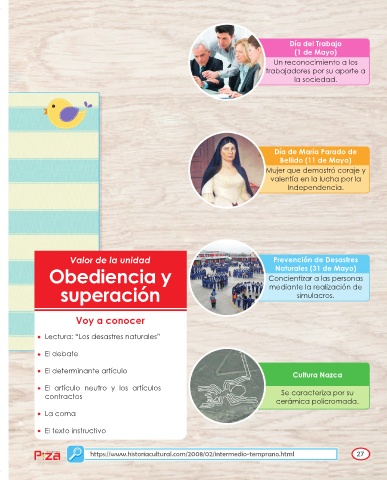 Día del Trabajo
(1 de Mayo)
Un reconocimiento a los
trabajadores por su aporte a
la sociedad.
Día de María Parado de
Bellido (11 de Mayo)
Mujer que demostró coraje y
valentía en la lucha por la
Independencia.
Prevención de Desastres
Naturales (31 de Mayo)
Concientizar a las personas
mediante la realización de
simulacros.
Cultura Nazca
Se caracteriza por su
cerámica policromada.
Valor de la unidad
Obediencia y
superación
Voy a conocer
• Lectura: “Los desastres naturales”
• El debate
• El determinante artículo
• El artículo neutro y los artículos
contractos
• La coma
• El texto instructivo
https://www.historiacultural.com/2008/02/intermedio-temprano.html
27